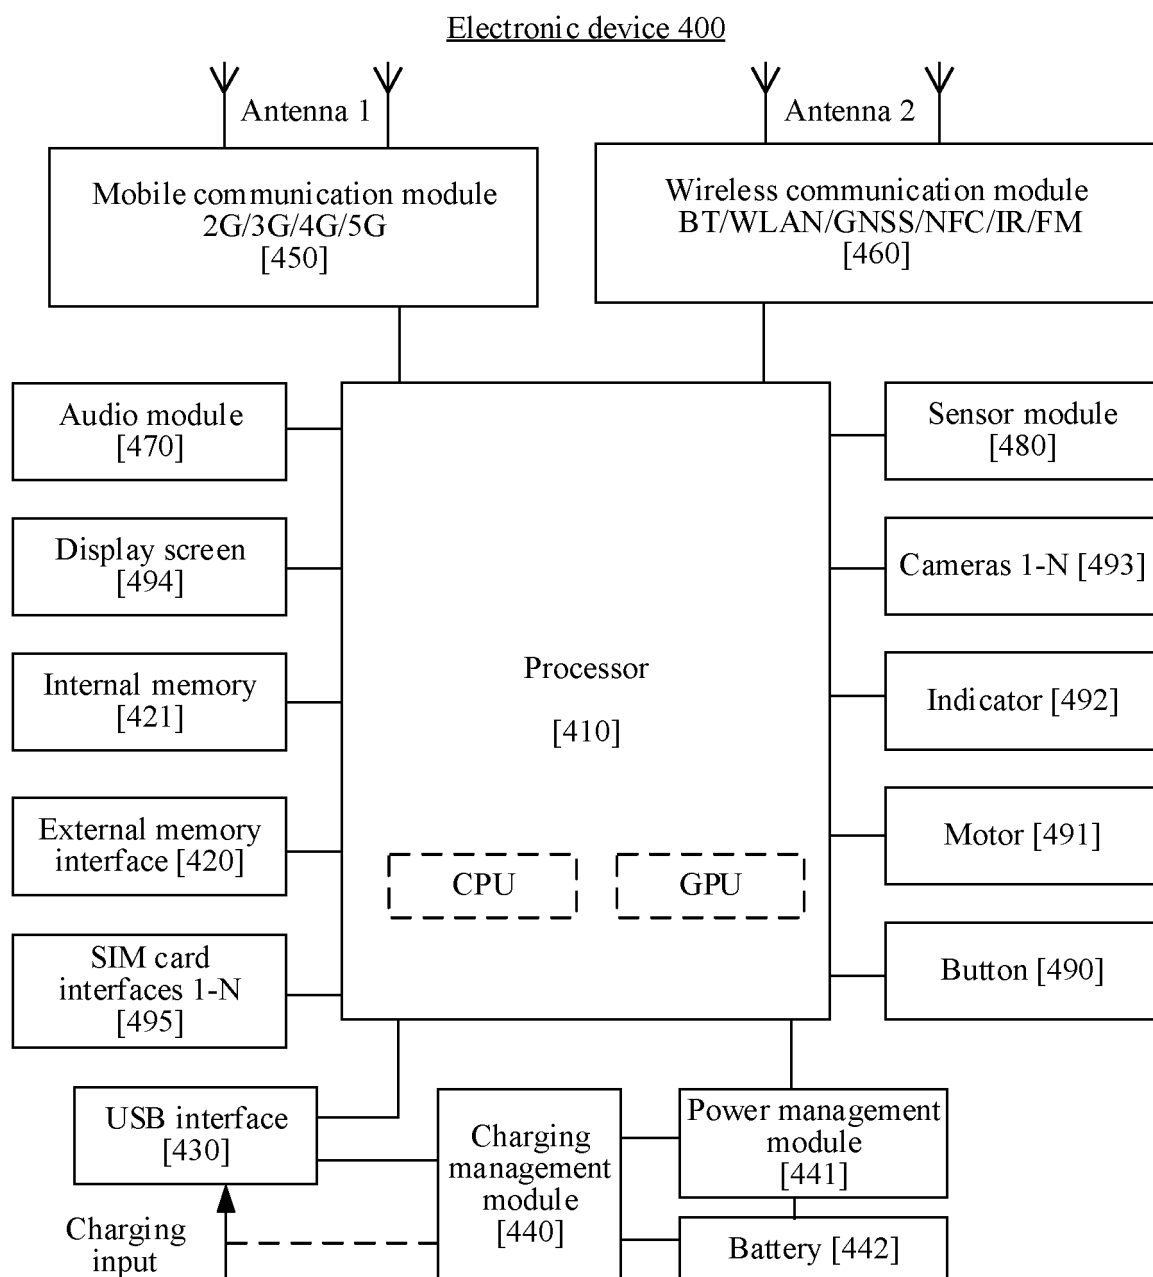 Electronic device 400
Antenna 1
Antenna 2
Mobile communication module
2G/3G/4G/5G
[450]
Wireless communication module
BT/WLAN/GNSS/NFC/IR/FM
[460]
Audio module
[470]
Display screen
[494]
Internal memory
[421]
External memory
interface [420]
SIM card
interfaces 1-N
[495]
Processor
[410]
CPU
GPU
Sensor module
[480]
Cameras 1-N [493]
Indicator [492]
Motor [491]
Button [490]
USB interface
[430]
Charging
input
Charging
management
module
[440]
Power management
module
[441]
Battery [442]